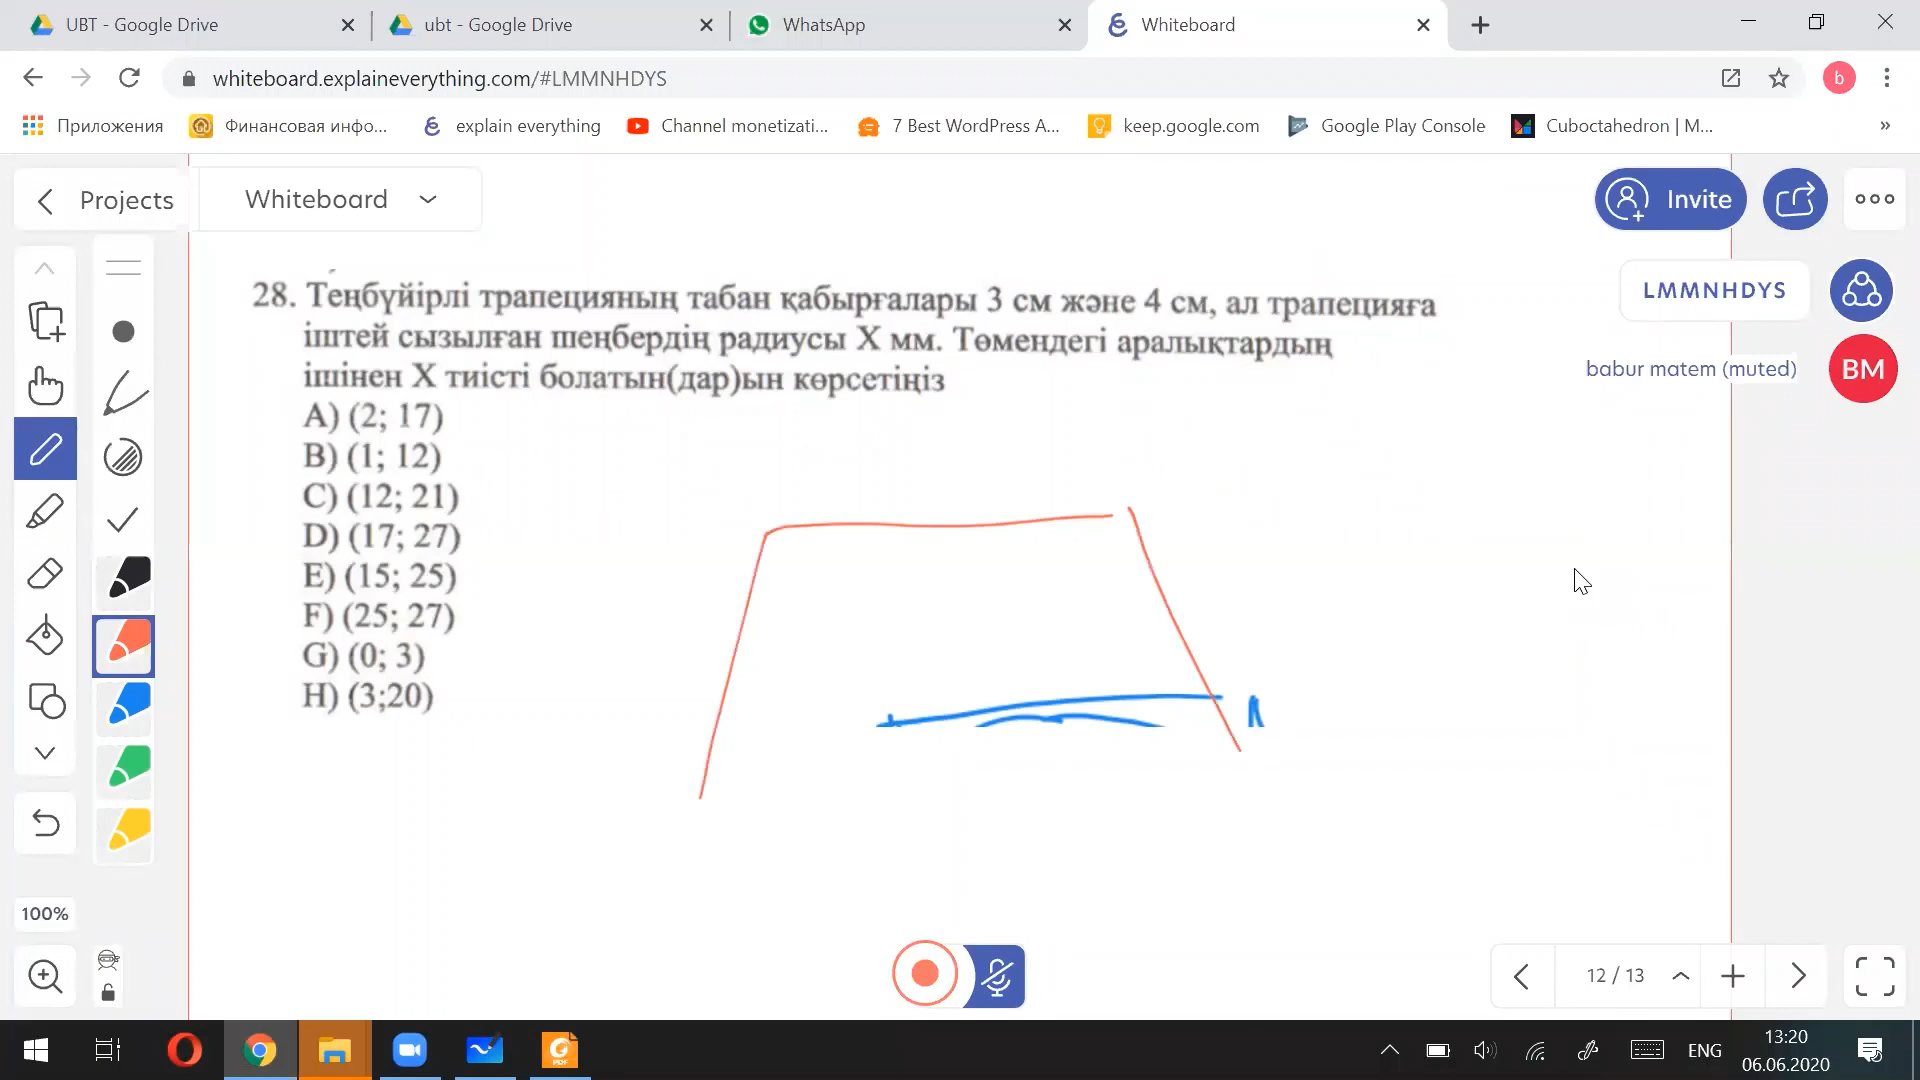 UBT - Google Drive
ubt - Google Drive
WhatsApp
Whiteboard
whiteboard.explaineverything.com/#LMMNHDYS
b
Приложения
Финансовая инфо...
explain everything
Channel monetizati...
7 Best WordPress A...
keep.google.com
Google Play Console
Cuboctahedron | M...
»
Projects
Whiteboard
Invite
28. Теңбүйірлі трапецияның табан қабырғалары 3 см және 4 см, ал трапецияға
іштей сызылған шеңбердің радиусы X мм. Төмендегі аралықтардың
ішінен X тиісті болатын(дар)ын көрсетіңіз
A) (2; 17)
B) (1; 12)
C) (12; 21)
D) (17; 27)
E) (15; 25)
F) (25; 27)
G) (0; 3)
H) (3;20)
LMMNHDYS
babur matem (muted)
BM
100%
12 / 13
PDF
ENG
13:20
06.06.2020